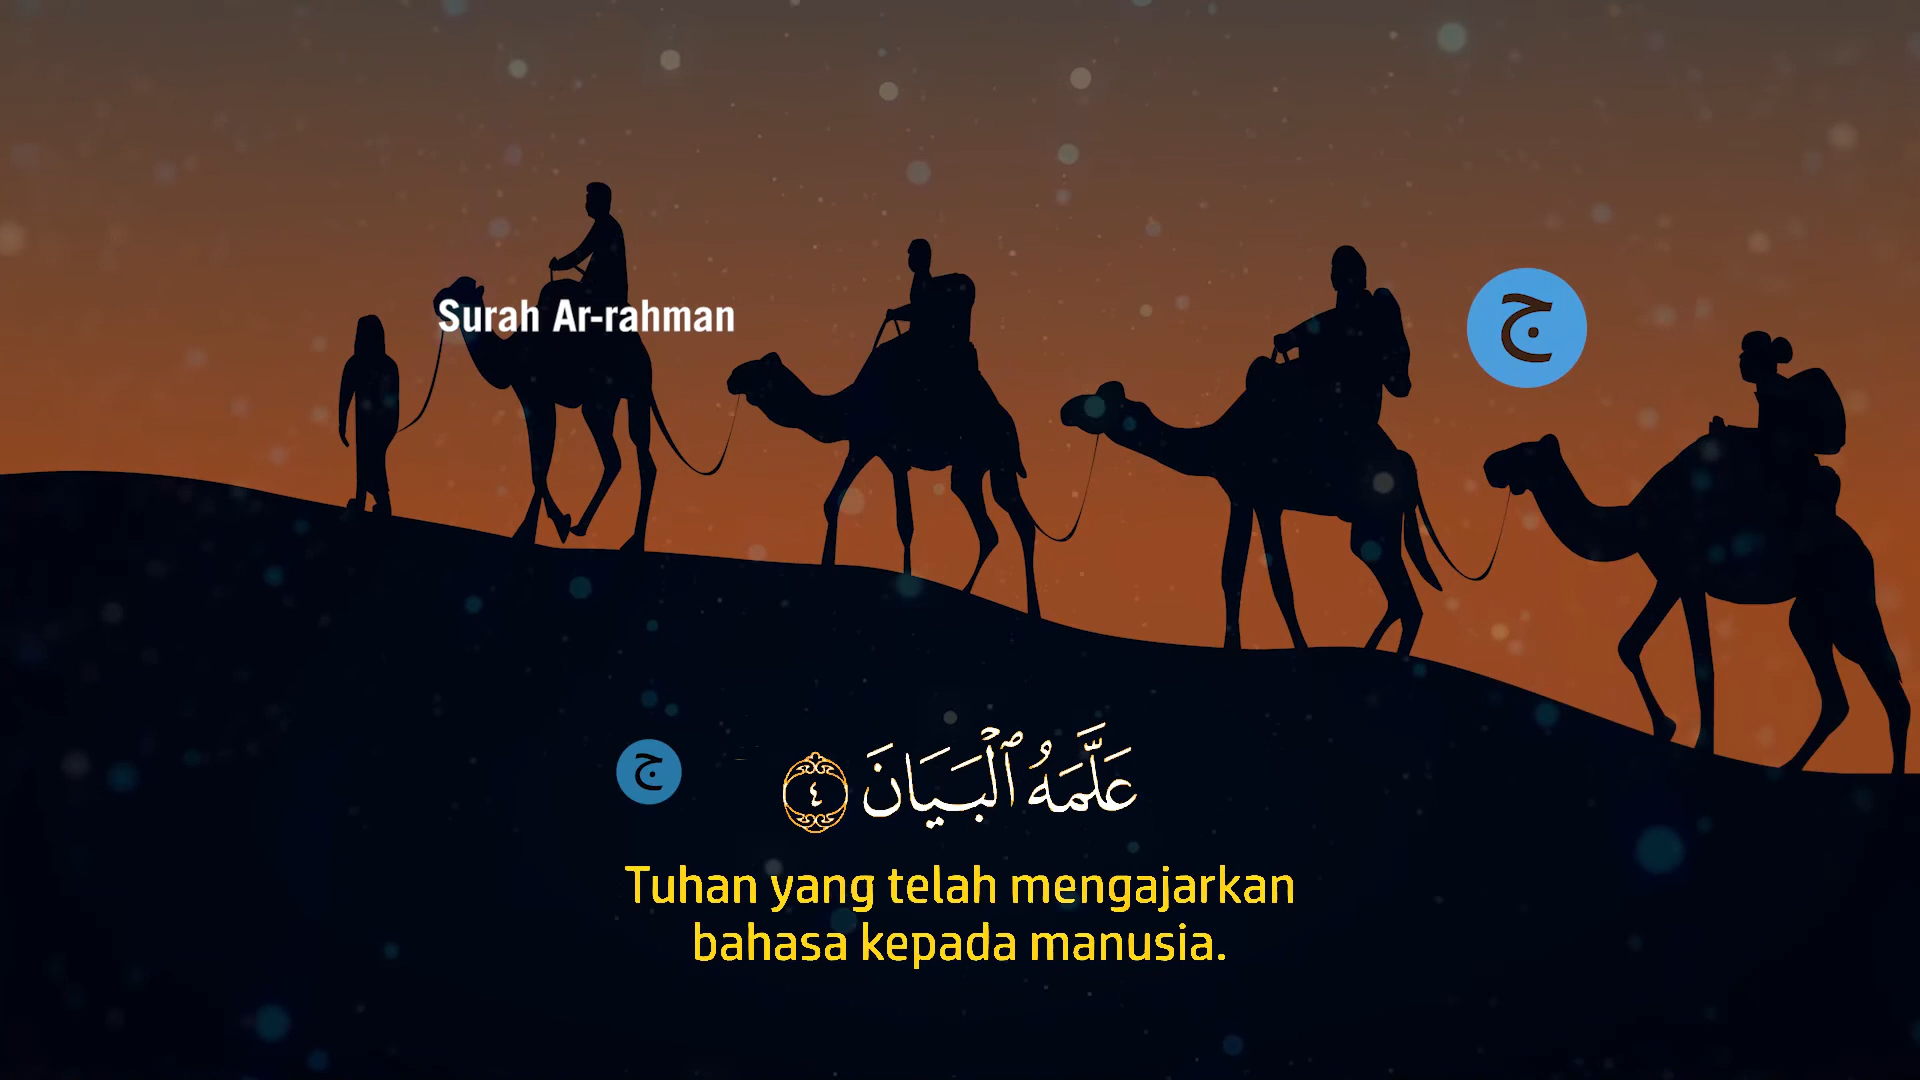 Surah Ar-rahman
ج
ج
عَلَّمَهُ ٱلْبَيَانَ ٤
Tuhan yang telah mengajarkan
bahasa kepada manusia.